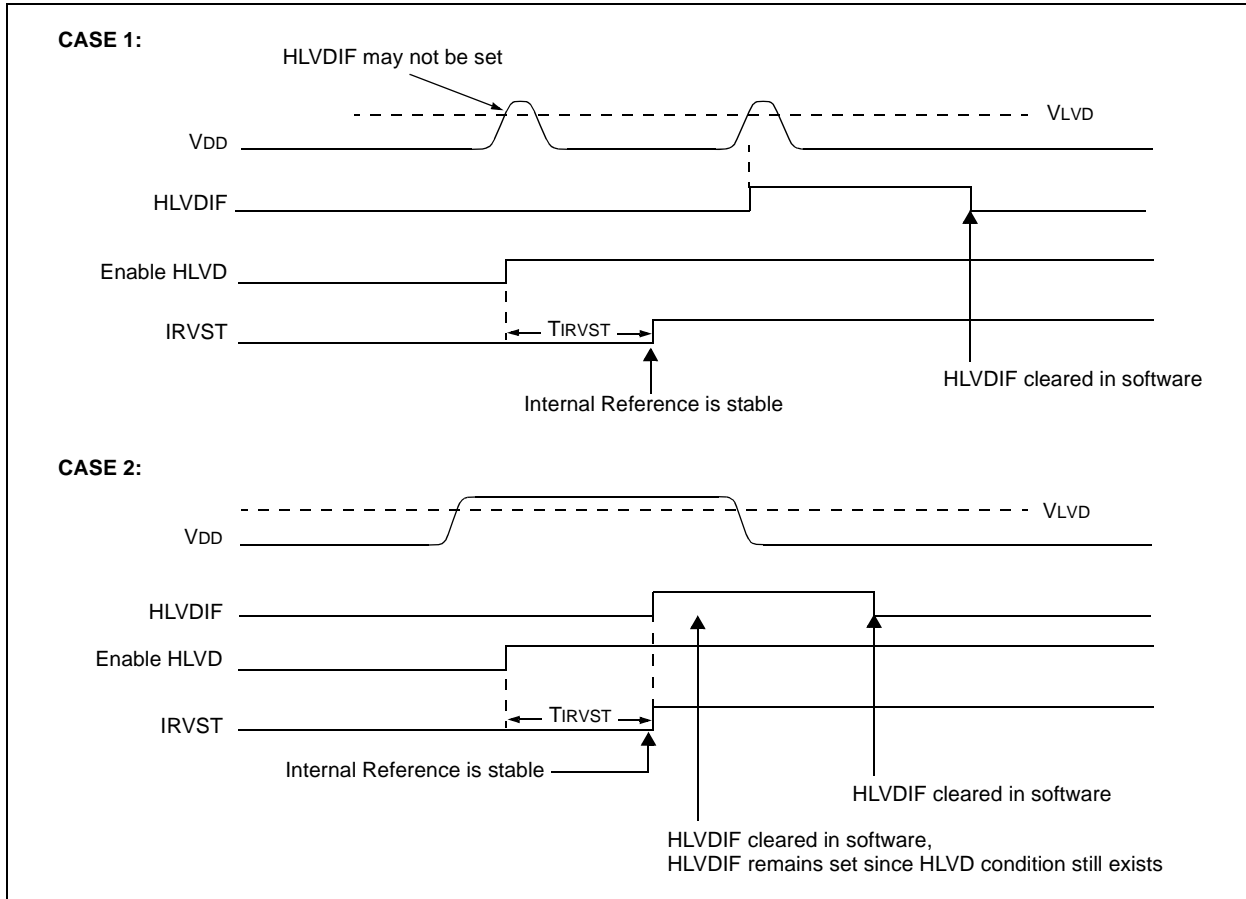 CASE 1:
HLVDIF may not be set
VLVD
VDD
HLVDIF
Enable HLVD
TIRVST
IRVST
HLVDIF cleared in software
Internal Reference is stable
CASE 2:
VLVD
VDD
HLVDIF
Enable HLVD
TIRVST
IRVST
Internal Reference is stable
HLVDIF cleared in software
HLVDIF cleared in software,
HLVDIF remains set since HLVD condition still exists